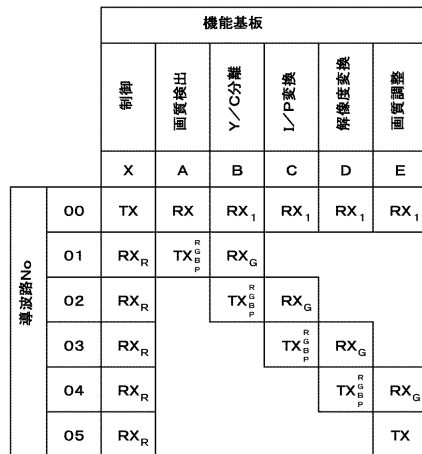 機能基板
制御 画質検出 Y／C分離 I／P変換 解像度変換 画質調整
X A B C D E
導波路No
00 TX RX RX1 RX1 RX1 RX1
01 RXR TXRGBP RXG
02 RXR TXRGBP RXG
03 RXR TXRGBP RXG
04 RXR TXRGBP RXG
05 RXR TX